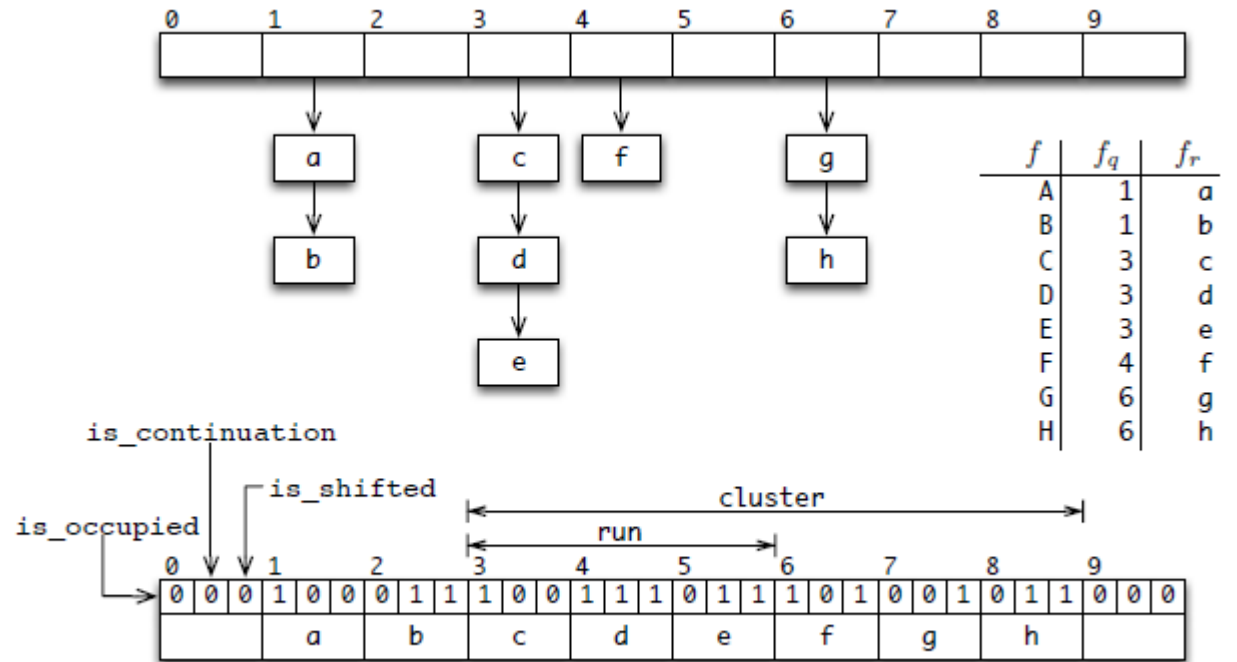 0 1 2 3 4 5 6 7 8 9
a c f g
b d h
e
f f_q f_r
A 1 a
B 1 b
C 3 c
D 3 d
E 3 e
F 4 f
G 6 g
H 6 h
is_continuation
is_shifted
is_occupied
cluster
run
0 1 2 3 4 5 6 7 8 9
0 0 0 1 0 0 0 1 1 1 0 0 1 1 1 0 1 1 1 0 1 0 0 1 0 1 1 0 0 0
a b c d e f g h